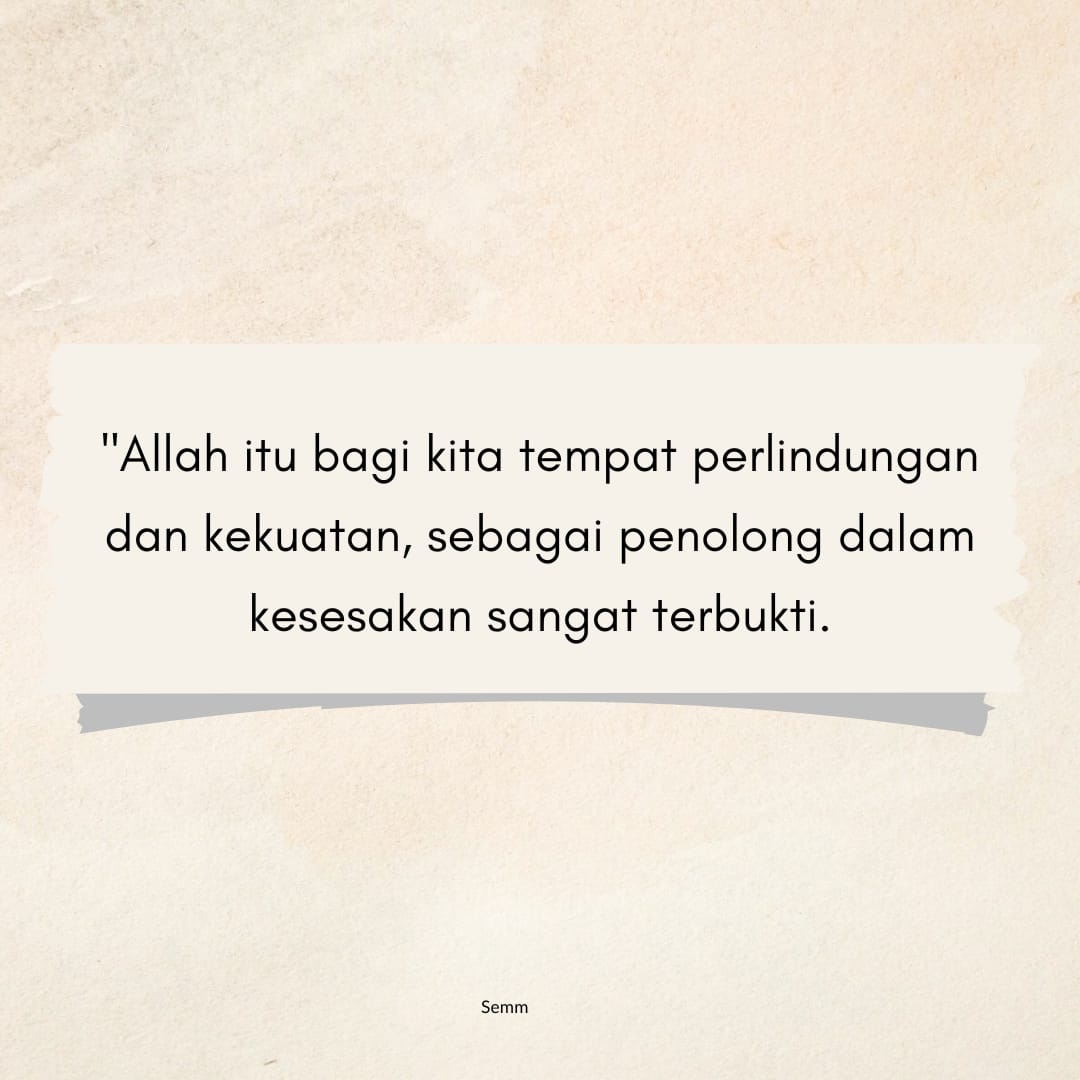 "Allah itu bagi kita tempat perlindungan
dan kekuatan, sebagai penolong dalam
kesesakan sangat terbukti.
Semm